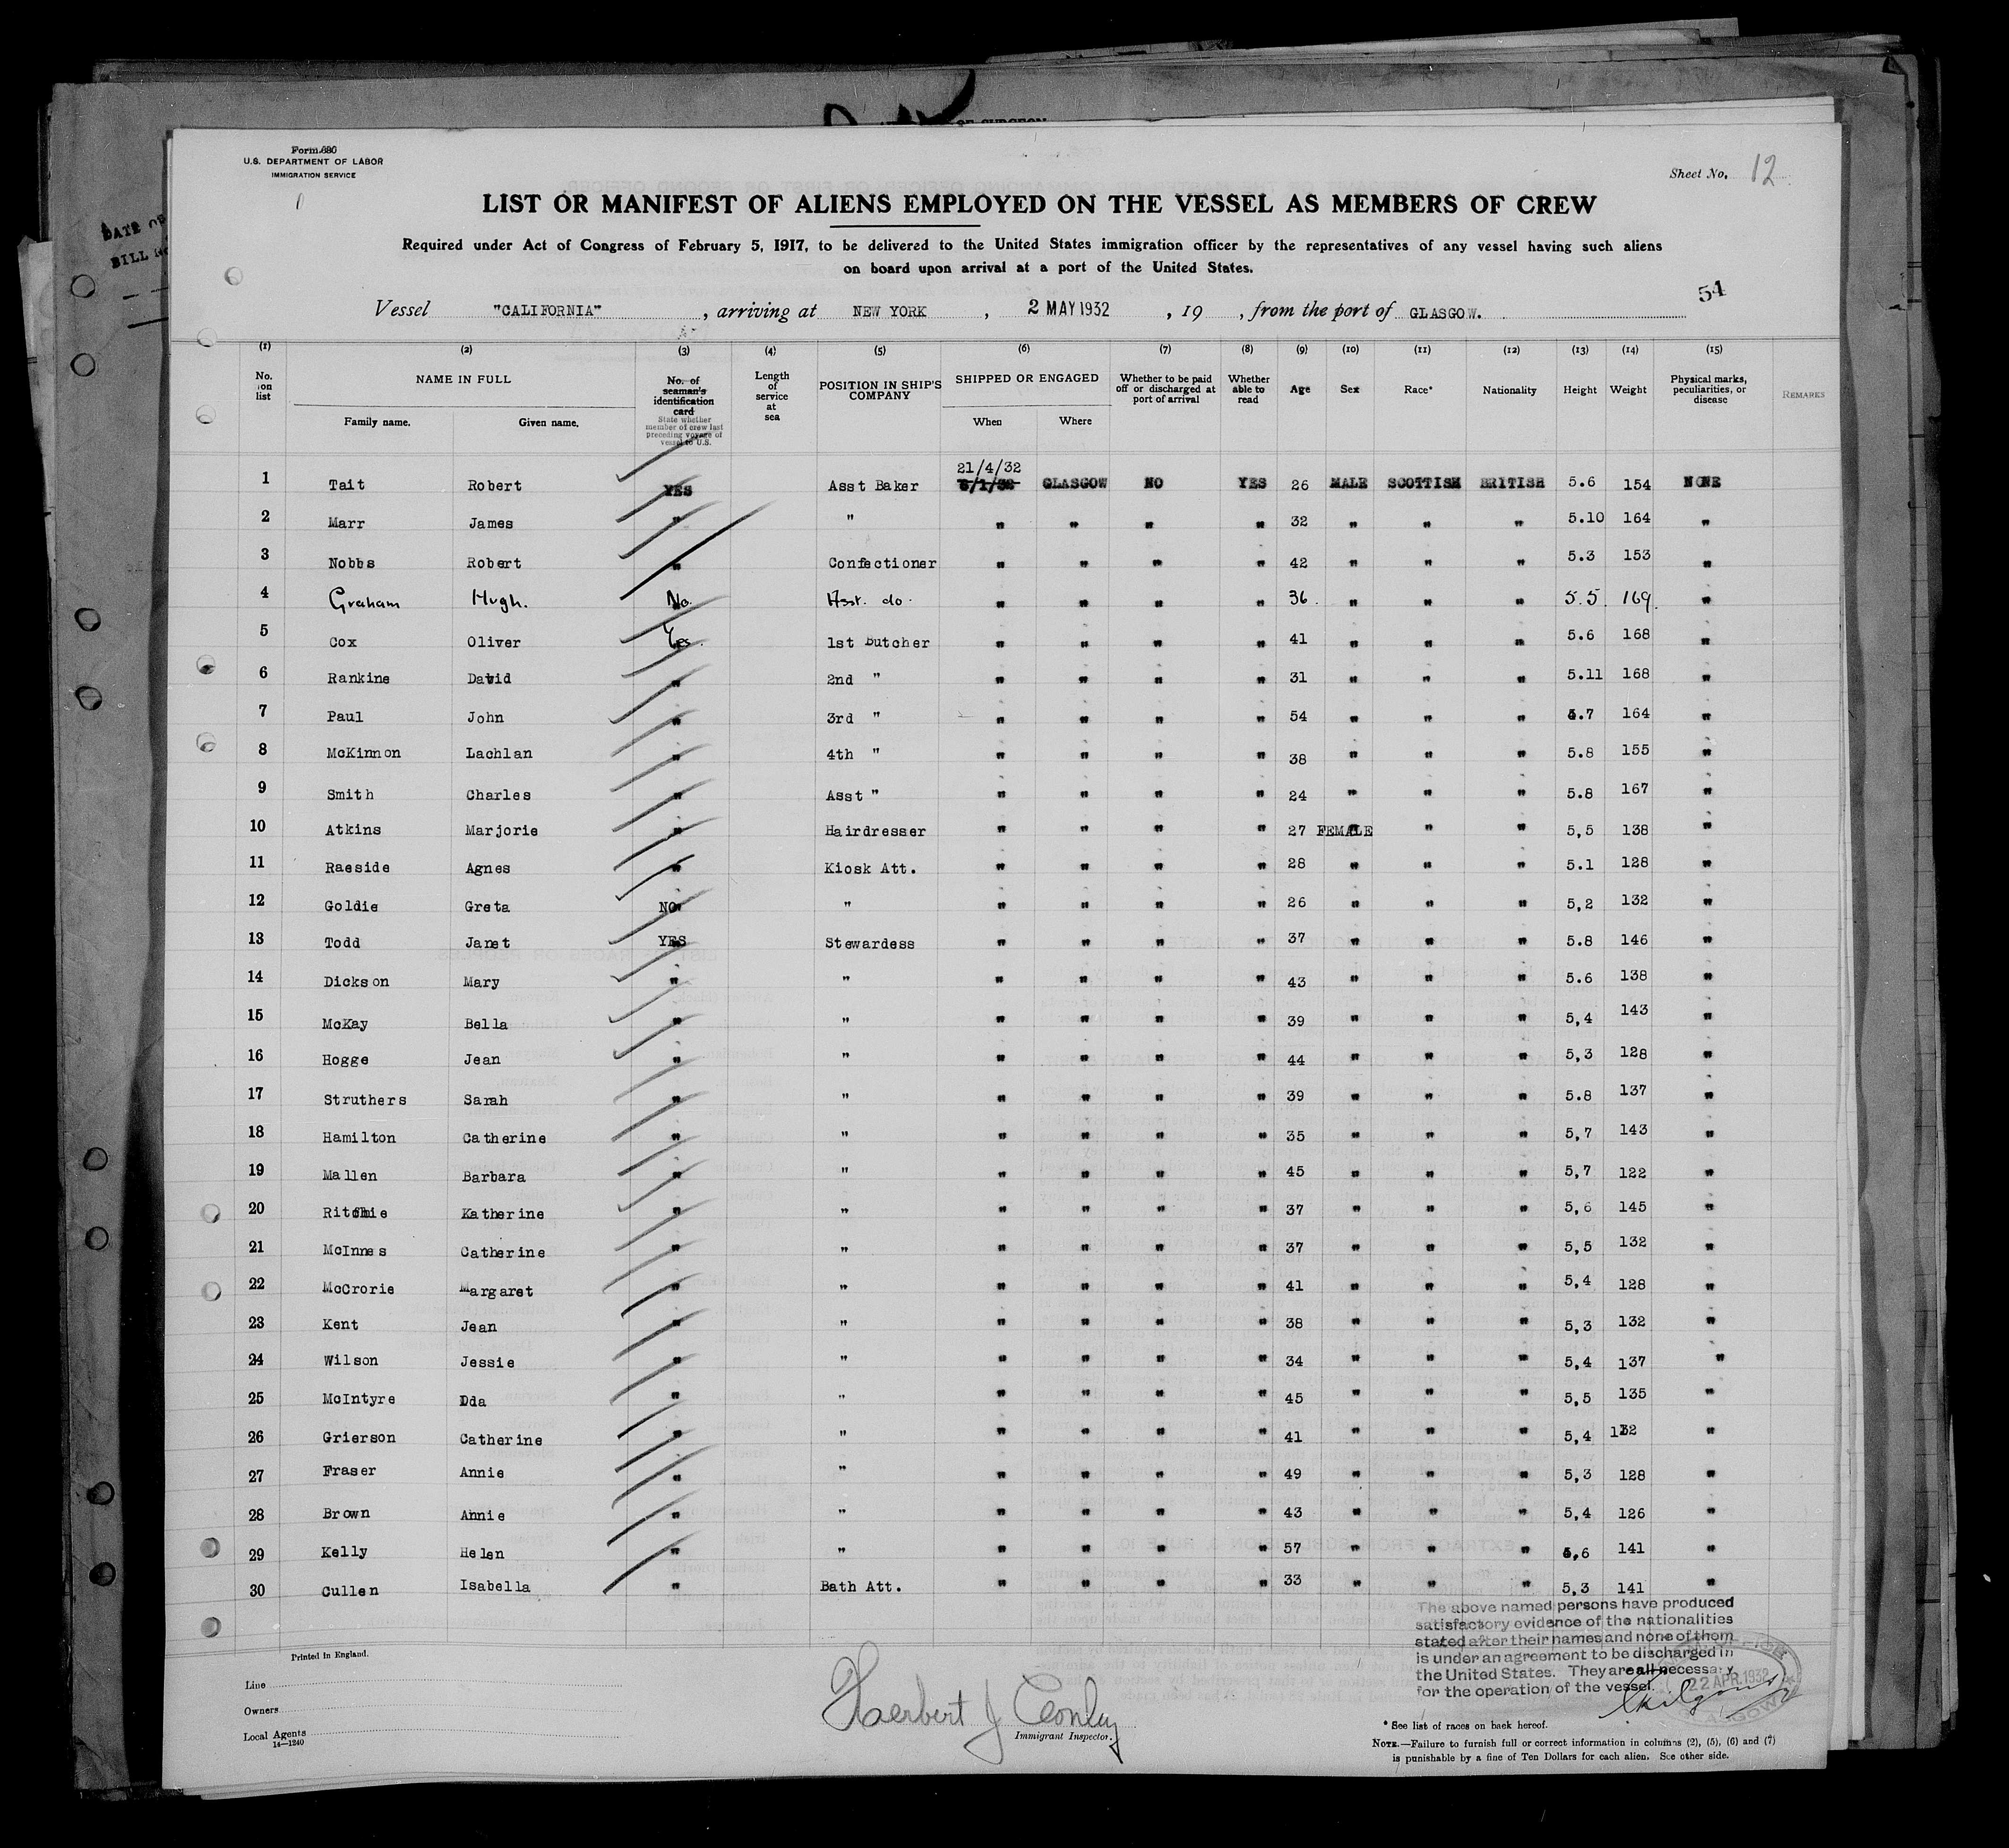 DATE OF
BILL
OF SURGEON
Form 680
U.S. DEPARTMENT OF LABOR
IMMIGRATION SERVICE
Sheet No. 12
LIST OR MANIFEST OF ALIENS EMPLOYED ON THE VESSEL AS MEMBERS OF CREW
Required under Act of Congress of February 5, 1917, to be delivered to the United States immigration officer by the representatives of any vessel having such aliens
on board upon arrival at a port of the United States.
54
Vessel "CALIFORNIA", arriving at NEW YORK, 2 MAY 1932, 19 , from the port of GLASGOW.
(1) (2) (3) (4) (5) (6) (7) (8) (9) (10) (11) (12) (13) (14) (15)
No. on list NAME IN FULL Family name. Given name. No. of seaman's identification card State whether member of crew last preceding voyage of vessel to U.S. Length of service at sea POSITION IN SHIP'S COMPANY SHIPPED OR ENGAGED When Where Whether to be paid off or discharged at port of arrival Whether able to read Age Sex Race* Nationality Height Weight Physical marks, peculiarities, or disease REMARKS
21/4/32
1 Tait Robert YES Asst Baker 8/1/32 GLASGOW NO YES 26 MALE SCOTTISH BRITISH 5.6 154 NONE
2 Marr James " " " " " " 32 " " " 5.10 164 "
3 Nobbs Robert " Confectioner " " " " 42 " " " 5.3 153 "
4 Graham Hugh. No. Asst. do. " " " " 36. " " " 5.5. 169. "
5 Cox Oliver Yes. 1st Butcher " " " " 41 " " " 5.6 168 "
6 Rankine David " 2nd " " " " " 31 " " " 5.11 168 "
7 Paul John " 3rd " " " " " 54 " " " 5.7 164 "
8 McKinnon Lachlan " 4th " " " " " 38 " " " 5.8 155 "
9 Smith Charles " Asst " " " " " 24 " " " 5.8 167 "
10 Atkins Marjorie " Hairdresser " " " " 27 FEMALE " " 5,5 138 "
11 Raeside Agnes " Kiosk Att. " " " " 28 " " " 5.1 128 "
12 Goldie Greta NO " " " " " 26 " " " 5,2 132 "
13 Todd Janet YES Stewardess " " " " 37 " " " 5.8 146 "
14 Dickson Mary " " " " " " 43 " " " 5.6 138 "
15 McKay Bella " " " " " " 39 " " " 5,4 143 "
16 Hogge Jean " " " " " " 44 " " " 5,3 128 "
17 Struthers Sarah " " " " " " 39 " " " 5.8 137 "
18 Hamilton Catherine " " " " " " 35 " " " 5,7 143 "
19 Mallen Barbara " " " " " " 45 " " " 5,7 122 "
20 Ritchie Katherine " " " " " " 37 " " " 5,6 145 "
21 McInnes Catherine " " " " " " 37 " " " 5,5 132 "
22 McCrorie Margaret " " " " " " 41 " " " 5,4 128 "
23 Kent Jean " " " " " " 38 " " " 5,3 132 "
24 Wilson Jessie " " " " " " 34 " " " 5,4 137 "
25 McIntyre Ida " " " " " " 45 " " " 5,5 135 "
26 Grierson Catherine " " " " " " 41 " " " 5,4 132 "
27 Fraser Annie " " " " " " 49 " " " 5,3 128 "
28 Brown Annie " " " " " " 43 " " " 5,4 126 "
29 Kelly Helen " " " " " " 57 " " " 5,6 141 "
30 Cullen Isabella " Bath Att. " " " " 33 " " " 5,3 141 "
The above named persons have produced
satisfactory evidence of the nationalities
stated after their names and none of them
is under an agreement to be discharged in
the United States. They are all necessary
for the operation of the vessel.
22 APR. 1932
Printed in England.
Line
Owners
Local Agents
14—1240
Herbert J Conley
Immigrant Inspector.
* See list of races on back hereof.
NOTE.—Failure to furnish full or correct information in columns (2), (5), (6) and (7)
is punishable by a fine of Ten Dollars for each alien. See other side.